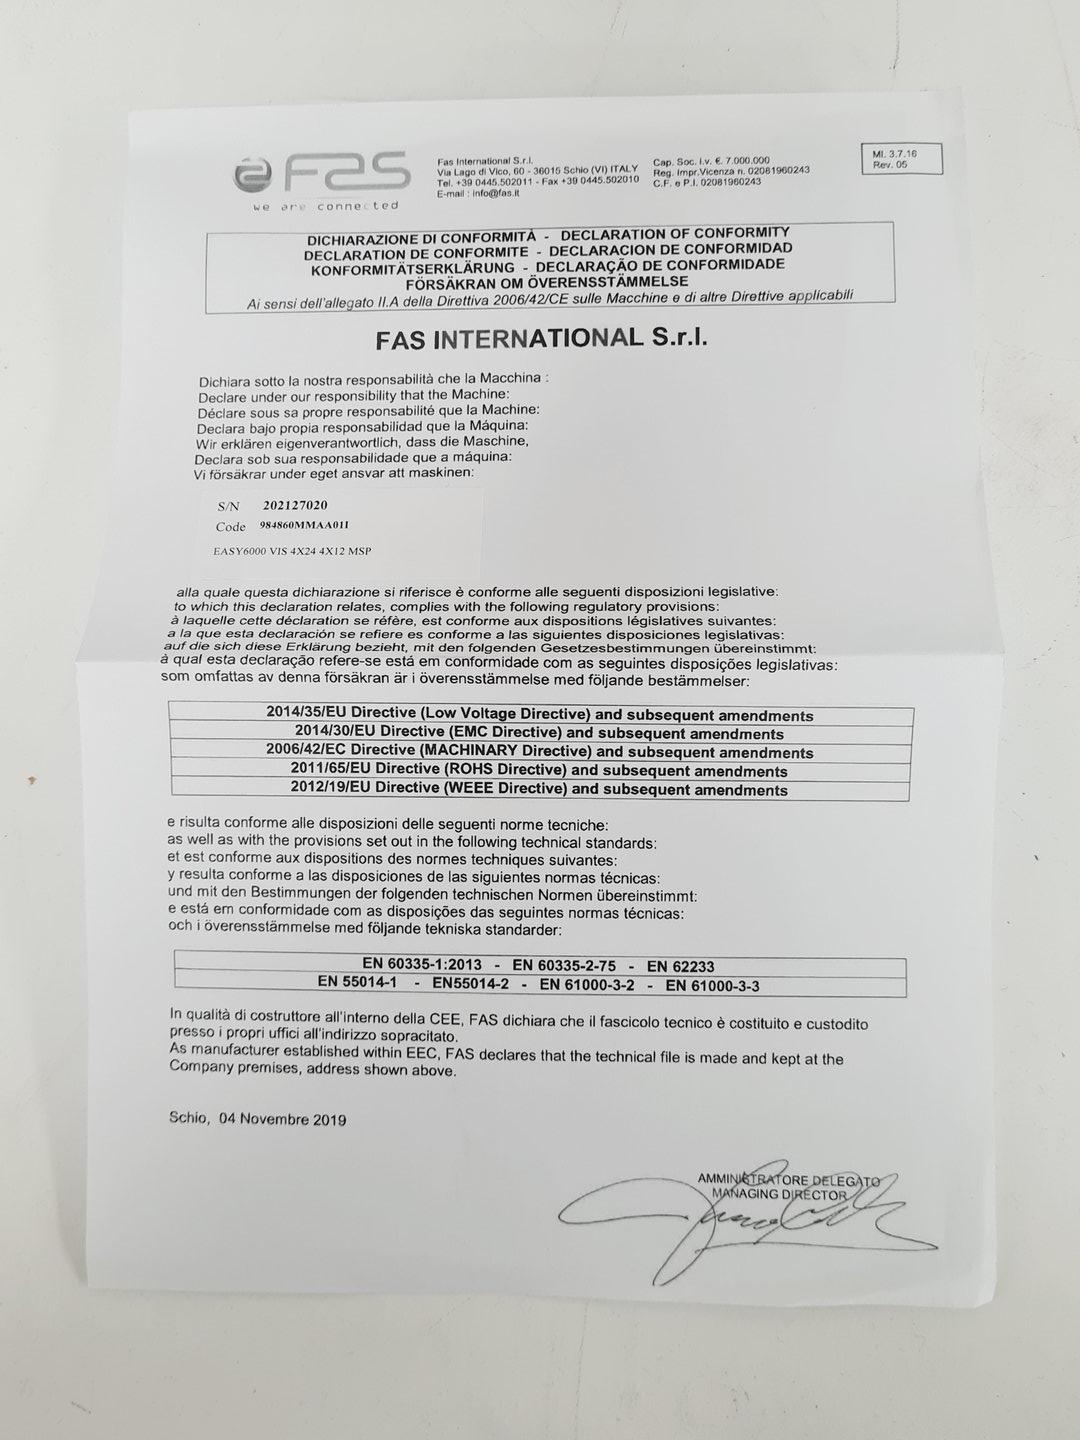 FAS
we are connected
Fas International S.r.l.
Via Lago di Vico, 60 - 36015 Schio (VI) ITALY
Tel. +39 0445.502011 - Fax +39 0445.502010
E-mail : info@fas.it
Cap. Soc. I.v. €. 7.000.000
Reg. Impr.Vicenza n. 02081960243
C.F. e P.I. 02081960243
MI. 3.7.16
Rev. 05
DICHIARAZIONE DI CONFORMITÀ - DECLARATION OF CONFORMITY
DECLARATION DE CONFORMITE - DECLARACION DE CONFORMIDAD
KONFORMITÄTSERKLÄRUNG - DECLARAÇÃO DE CONFORMIDADE
FÖRSÄKRAN OM ÖVERENSSTÄMMELSE
Ai sensi dell'allegato II.A della Direttiva 2006/42/CE sulle Macchine e di altre Direttive applicabili
FAS INTERNATIONAL S.r.l.
Dichiara sotto la nostra responsabilità che la Macchina :
Declare under our responsibility that the Machine:
Déclare sous sa propre responsabilité que la Machine:
Declara bajo propia responsabilidad que la Máquina:
Wir erklären eigenverantwortlich, dass die Maschine,
Declara sob sua responsabilidade que a máquina:
Vi försäkrar under eget ansvar att maskinen:
S/N 202127020
Code 984860MMAA01I
EASY6000 VIS 4X24 4X12 MSP
alla quale questa dichiarazione si riferisce è conforme alle seguenti disposizioni legislative:
to which this declaration relates, complies with the following regulatory provisions:
à laquelle cette déclaration se réfère, est conforme aux dispositions législatives suivantes:
a la que esta declaración se refiere es conforme a las siguientes disposiciones legislativas:
auf die sich diese Erklärung bezieht, mit den folgenden Gesetzesbestimmungen übereinstimmt:
à qual esta declaração refere-se está em conformidade com as seguintes disposições legislativas:
som omfattas av denna försäkran är i överensstämmelse med följande bestämmelser:
2014/35/EU Directive (Low Voltage Directive) and subsequent amendments
2014/30/EU Directive (EMC Directive) and subsequent amendments
2006/42/EC Directive (MACHINARY Directive) and subsequent amendments
2011/65/EU Directive (ROHS Directive) and subsequent amendments
2012/19/EU Directive (WEEE Directive) and subsequent amendments
e risulta conforme alle disposizioni delle seguenti norme tecniche:
as well as with the provisions set out in the following technical standards:
et est conforme aux dispositions des normes techniques suivantes:
y resulta conforme a las disposiciones de las siguientes normas técnicas:
und mit den Bestimmungen der folgenden technischen Normen übereinstimmt:
e está em conformidade com as disposições das seguintes normas técnicas:
och i överensstämmelse med följande tekniska standarder:
EN 60335-1:2013 - EN 60335-2-75 - EN 62233
EN 55014-1 - EN55014-2 - EN 61000-3-2 - EN 61000-3-3
In qualità di costruttore all'interno della CEE, FAS dichiara che il fascicolo tecnico è costituito e custodito
presso i propri uffici all'indirizzo sopracitato.
As manufacturer established within EEC, FAS declares that the technical file is made and kept at the
Company premises, address shown above.
Schio, 04 Novembre 2019
AMMINISTRATORE DELEGATO
MANAGING DIRECTOR